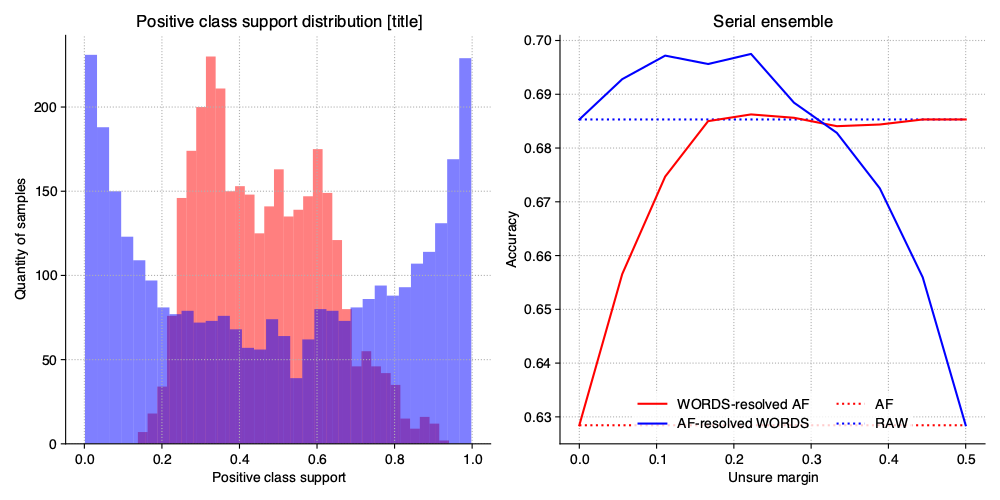 Positive class support distribution [title]
Quantity of samples
200
150
100
50
0
0.0 0.2 0.4 0.6 0.8 1.0
Positive class support
Serial ensemble
Accuracy
0.70
0.69
0.68
0.67
0.66
0.65
0.64
0.63
WORDS-resolved AF
AF-resolved WORDS
AF
RAW
0.0 0.1 0.2 0.3 0.4 0.5
Unsure margin